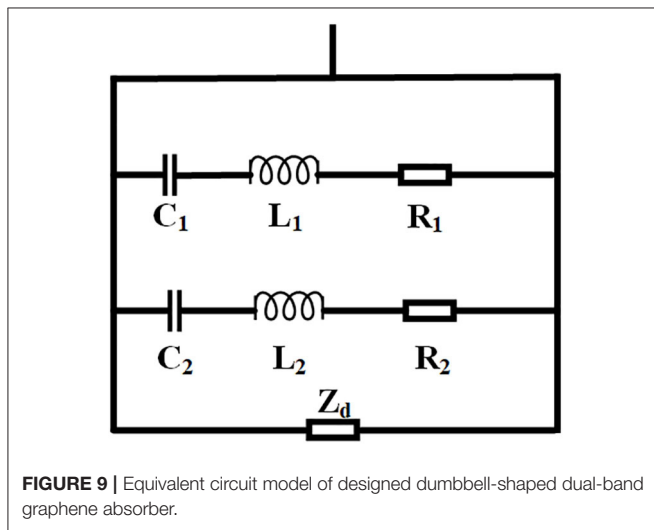 C₁ L₁ R₁
C₂ L₂ R₂
Z_d
FIGURE 9 | Equivalent circuit model of designed dumbbell-shaped dual-band
graphene absorber.